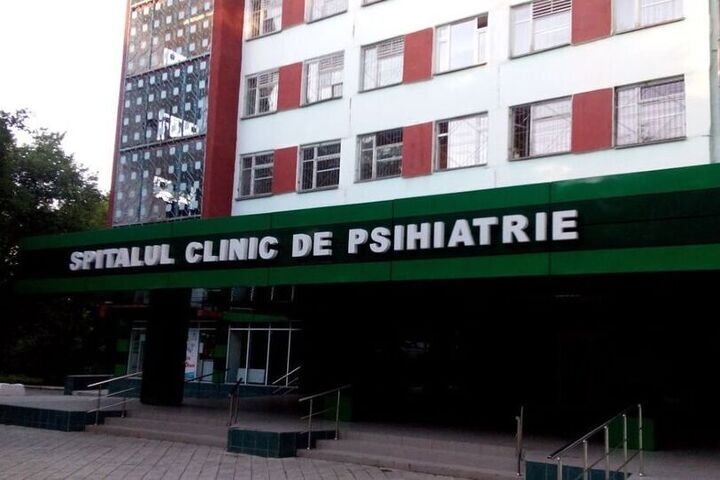 SPITALUL CLINIC DE PSIHIATRIE